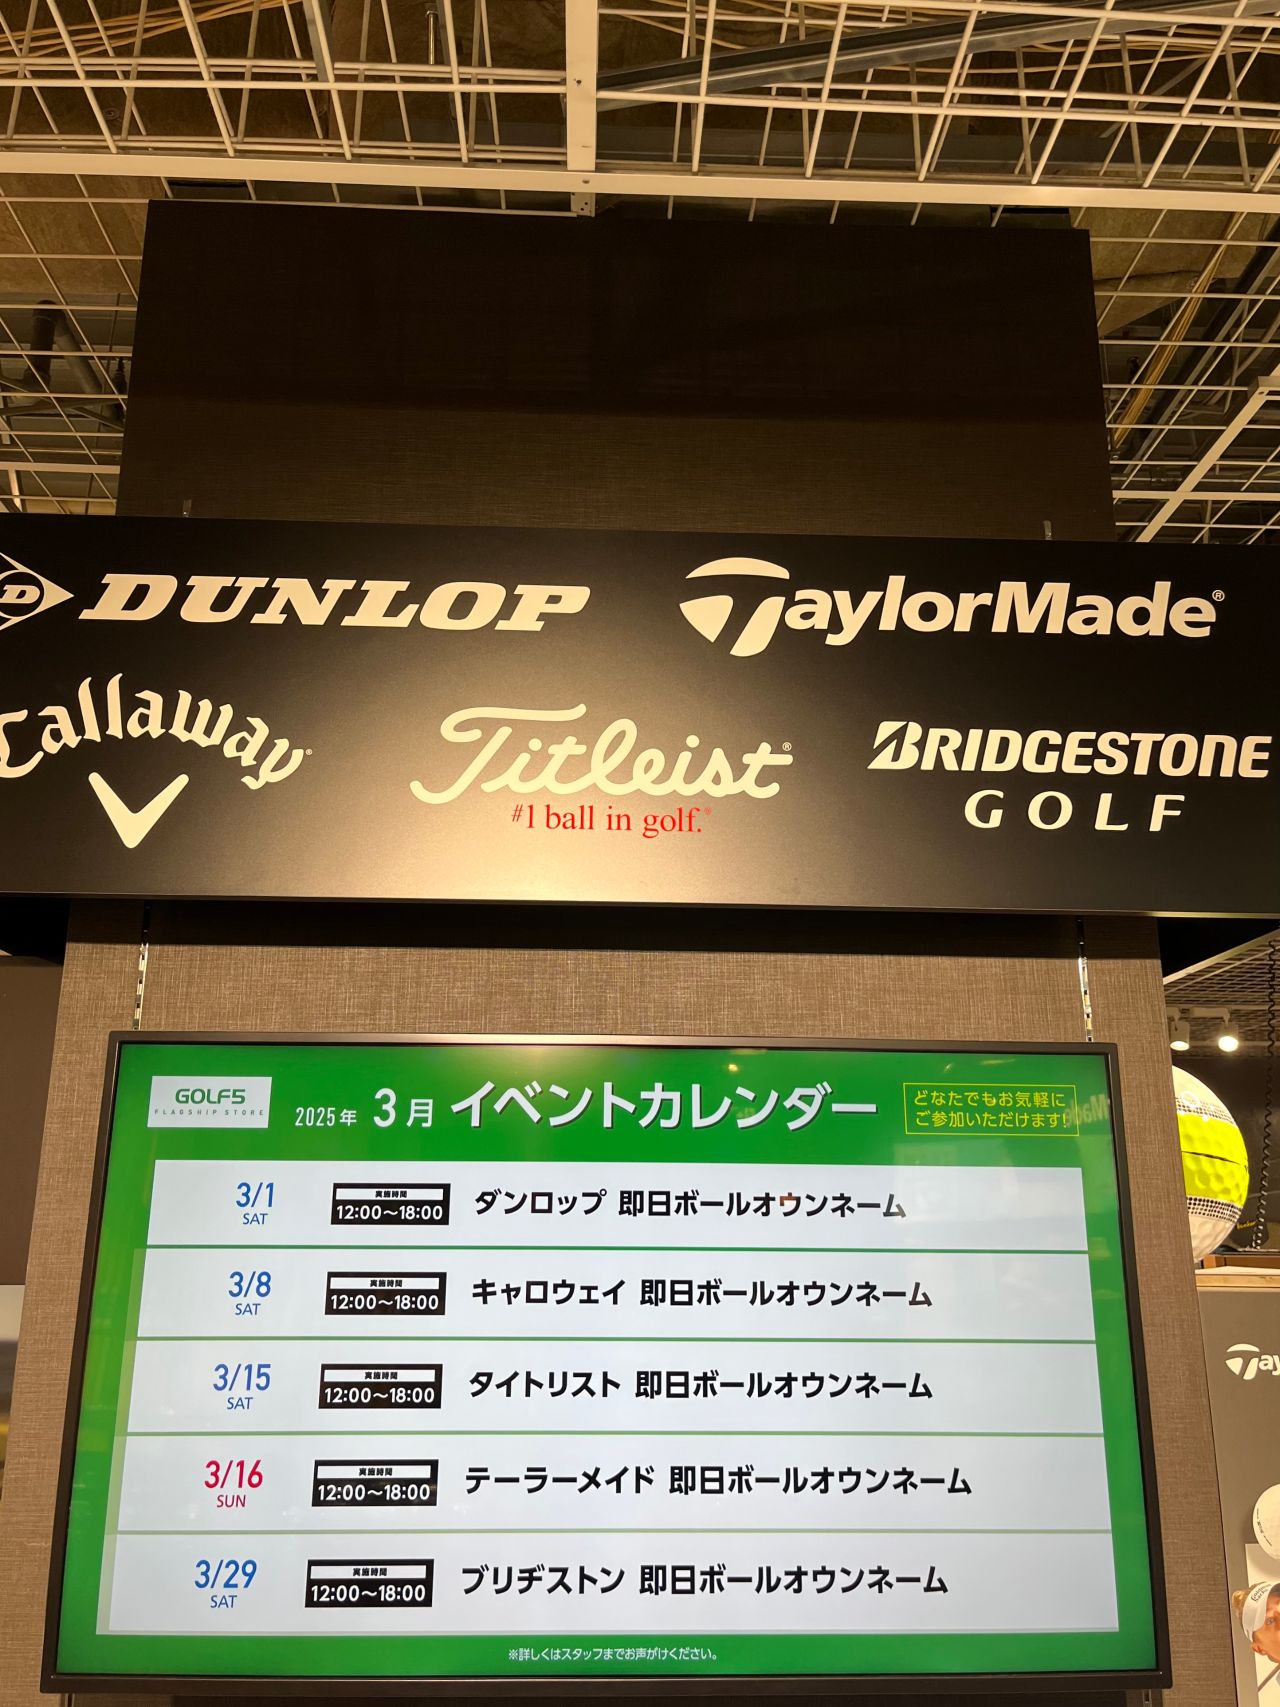 D DUNLOP
TaylorMade®
Callaway®
Titleist®
#1 ball in golf.®
BRIDGESTONE
GOLF
GOLF5
FLAGSHIP STORE
2025年 3月 イベントカレンダー
どなたでもお気軽に
ご参加いただけます!
3/1
SAT
実施時間
12:00〜18:00
ダンロップ 即日ボールオウンネーム
3/8
SAT
実施時間
12:00〜18:00
キャロウェイ 即日ボールオウンネーム
3/15
SAT
実施時間
12:00〜18:00
タイトリスト 即日ボールオウンネーム
3/16
SUN
実施時間
12:00〜18:00
テーラーメイド 即日ボールオウンネーム
3/29
SAT
実施時間
12:00〜18:00
ブリヂストン 即日ボールオウンネーム
※詳しくはスタッフまでお声がけください。
Tay